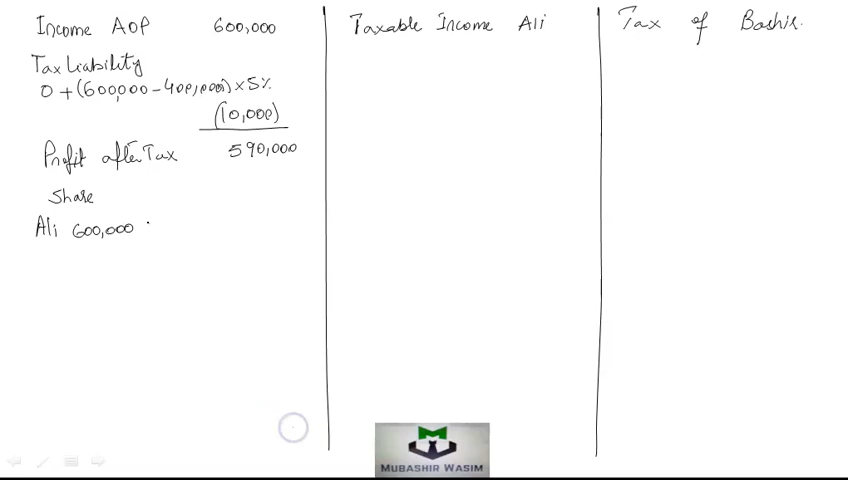 Income AOP 600,000
Tax Liability
0 + (600,000 - 400,000) x 5%
(10,000)
Profit after Tax 590,000
Share
Ali 600,000
Taxable Income Ali
Tax of Bashir
MUBASHIR WASIM